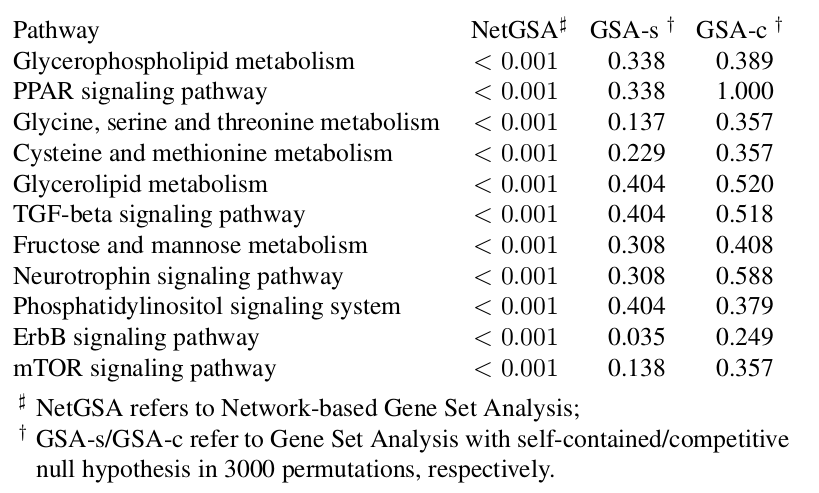 Pathway NetGSA♯ GSA-s † GSA-c †
Glycerophospholipid metabolism < 0.001 0.338 0.389
PPAR signaling pathway < 0.001 0.338 1.000
Glycine, serine and threonine metabolism < 0.001 0.137 0.357
Cysteine and methionine metabolism < 0.001 0.229 0.357
Glycerolipid metabolism < 0.001 0.404 0.520
TGF-beta signaling pathway < 0.001 0.404 0.518
Fructose and mannose metabolism < 0.001 0.308 0.408
Neurotrophin signaling pathway < 0.001 0.308 0.588
Phosphatidylinositol signaling system < 0.001 0.404 0.379
ErbB signaling pathway < 0.001 0.035 0.249
mTOR signaling pathway < 0.001 0.138 0.357
♯ NetGSA refers to Network-based Gene Set Analysis;
† GSA-s/GSA-c refer to Gene Set Analysis with self-contained/competitive
null hypothesis in 3000 permutations, respectively.